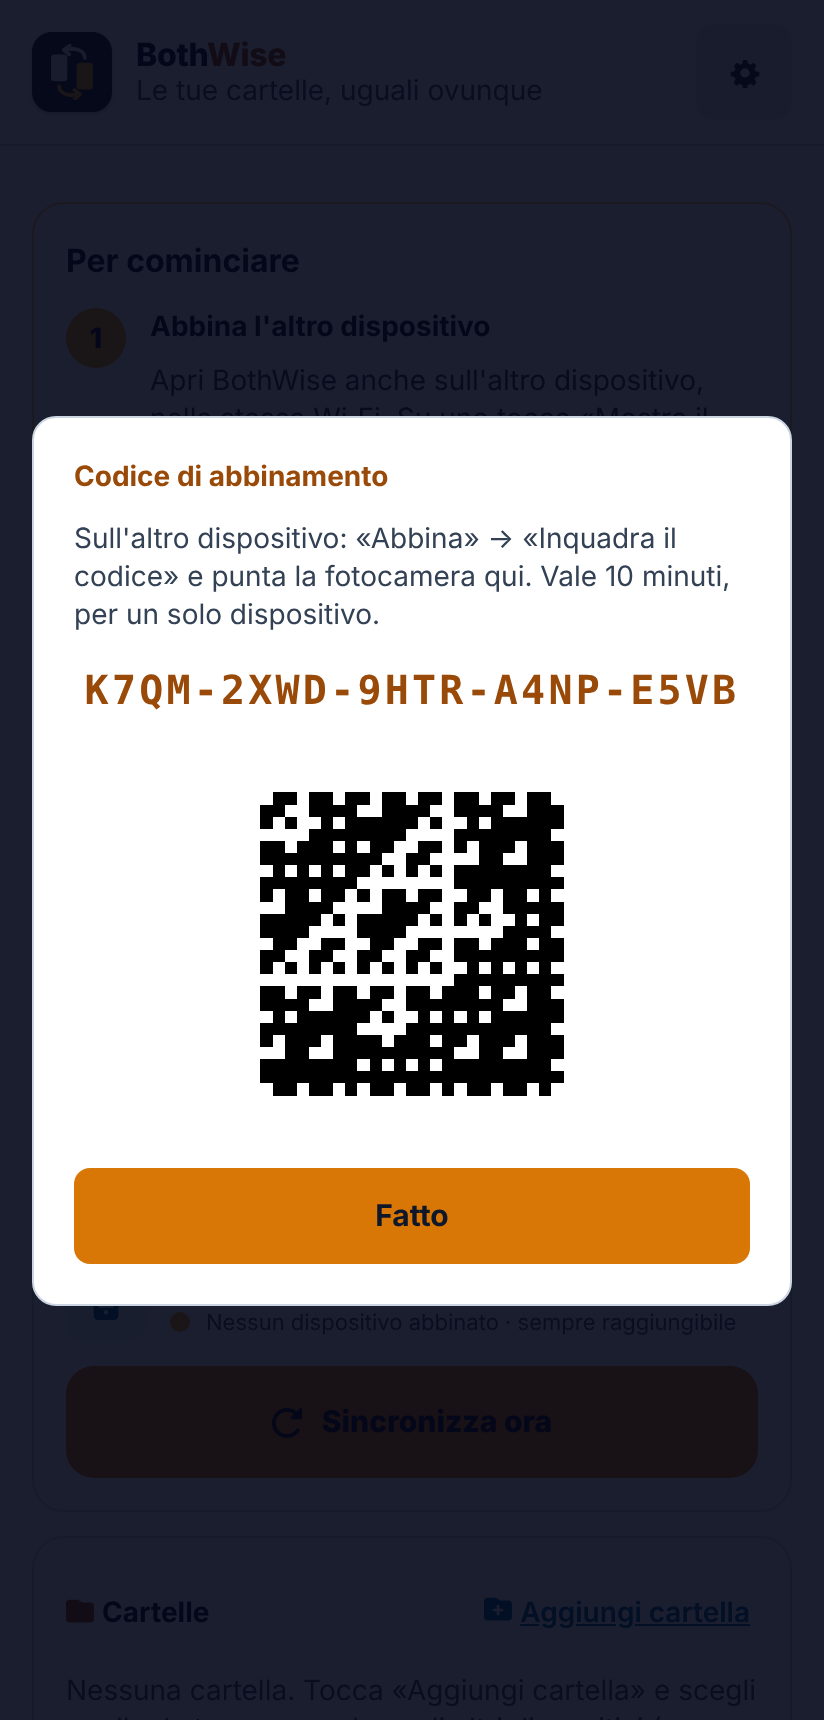 BothWise
Le tue cartelle, uguali ovunque
Per cominciare
1
Abbina l'altro dispositivo
Apri BothWise anche sull'altro dispositivo,
Codice di abbinamento
Sull'altro dispositivo: «Abbina» → «Inquadra il
codice» e punta la fotocamera qui. Vale 10 minuti,
per un solo dispositivo.
K7QM-2XWD-9HTR-A4NP-E5VB
Fatto
Nessun dispositivo abbinato · sempre raggiungibile
Sincronizza ora
Cartelle
Aggiungi cartella
Nessuna cartella. Tocca «Aggiungi cartella» e scegli